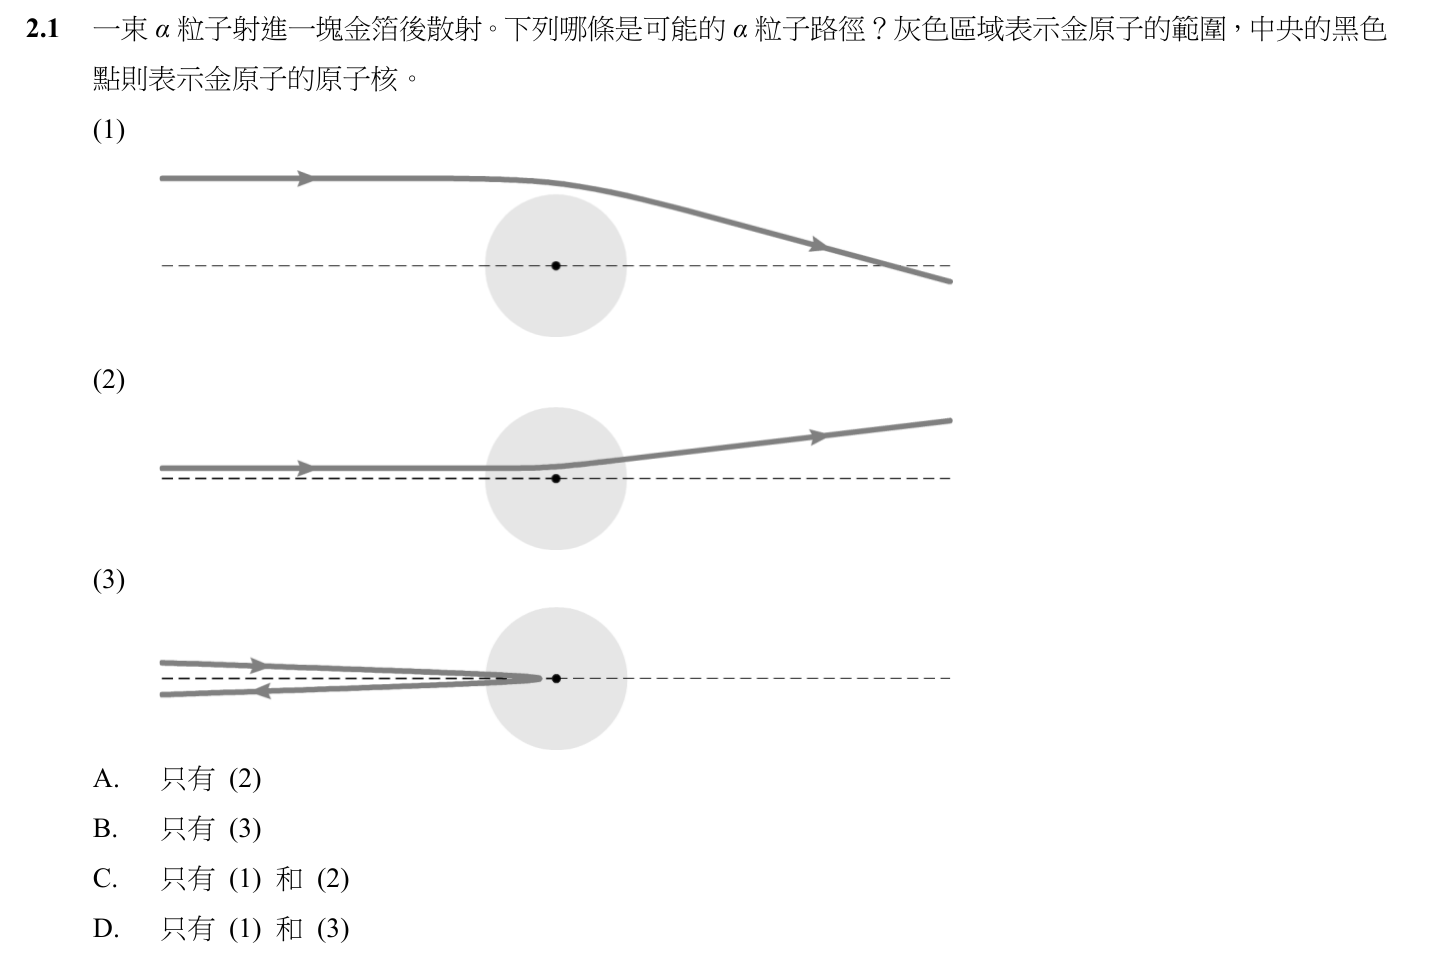 2.1 一束 α 粒子射進一塊金箔後散射。下列哪條是可能的 α 粒子路徑？灰色區域表示金原子的範圍，中央的黑色
點則表示金原子的原子核。
(1)
(2)
(3)
A. 只有 (2)
B. 只有 (3)
C. 只有 (1) 和 (2)
D. 只有 (1) 和 (3)